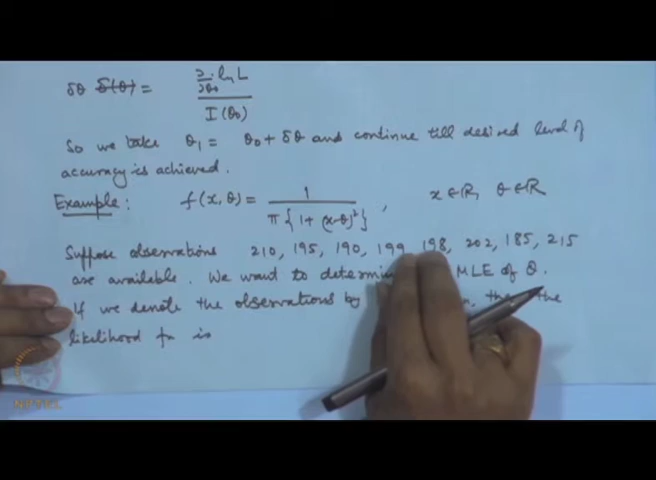 δθ δ(θ) = ∂/∂θ₀ ln L / I(θ₀)
So we take θ₁ = θ₀ + δθ and continue till desired level of
accuracy is achieved.
Example : f(x, θ) = 1 / π { 1 + (x-θ)² } , x ∈ ℝ, θ ∈ ℝ
Suppose observations 210, 195, 190, 199, 198, 202, 185, 215
are available. We want to MLE of θ.
If we denote the observations by the
likelihood fn is
NPTEL